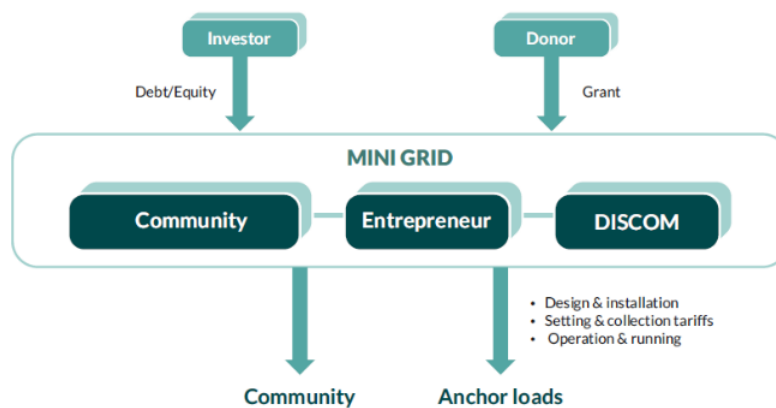 Investor
Donor
Debt/Equity
Grant
MINI GRID
Community
Entrepreneur
DISCOM
• Design & installation
• Setting & collection tariffs
• Operation & running
Community
Anchor loads